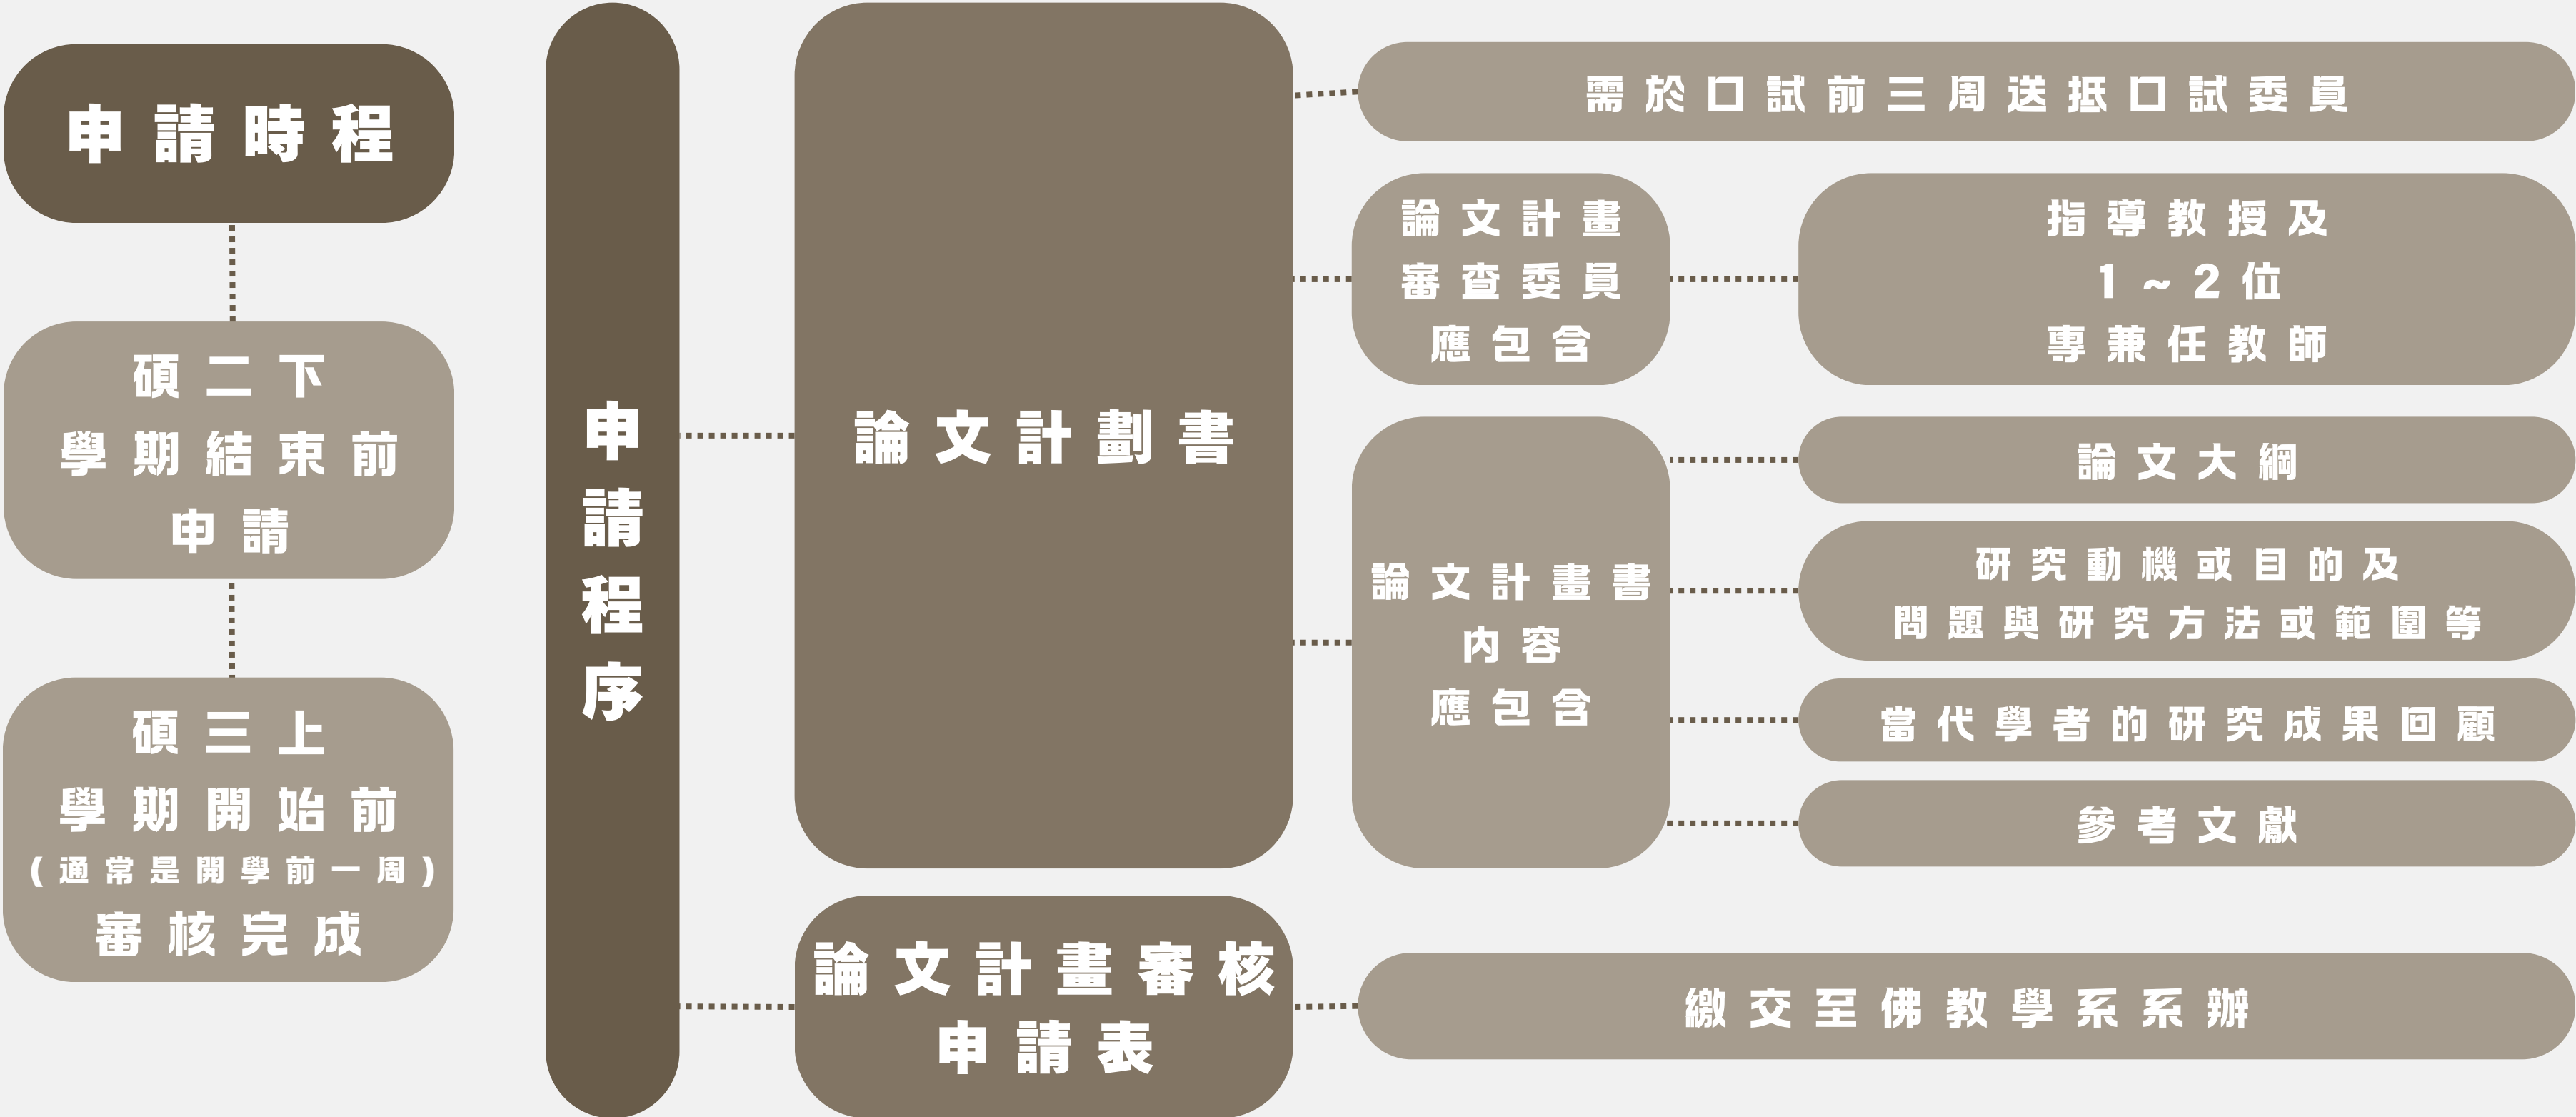 申請時程
碩二下
學期結束前
申請
碩三上
學期開始前
(通常是開學前一周)
審核完成
申請程序
論文計劃書
需於口試前三周送抵口試委員
論文計畫
審查委員
應包含
指導教授及
1~2位
專兼任教師
論文計畫書
內容
應包含
論文大綱
研究動機或目的及
問題與研究方法或範圍等
當代學者的研究成果回顧
參考文獻
論文計畫審核
申請表
繳交至佛教學系系辦